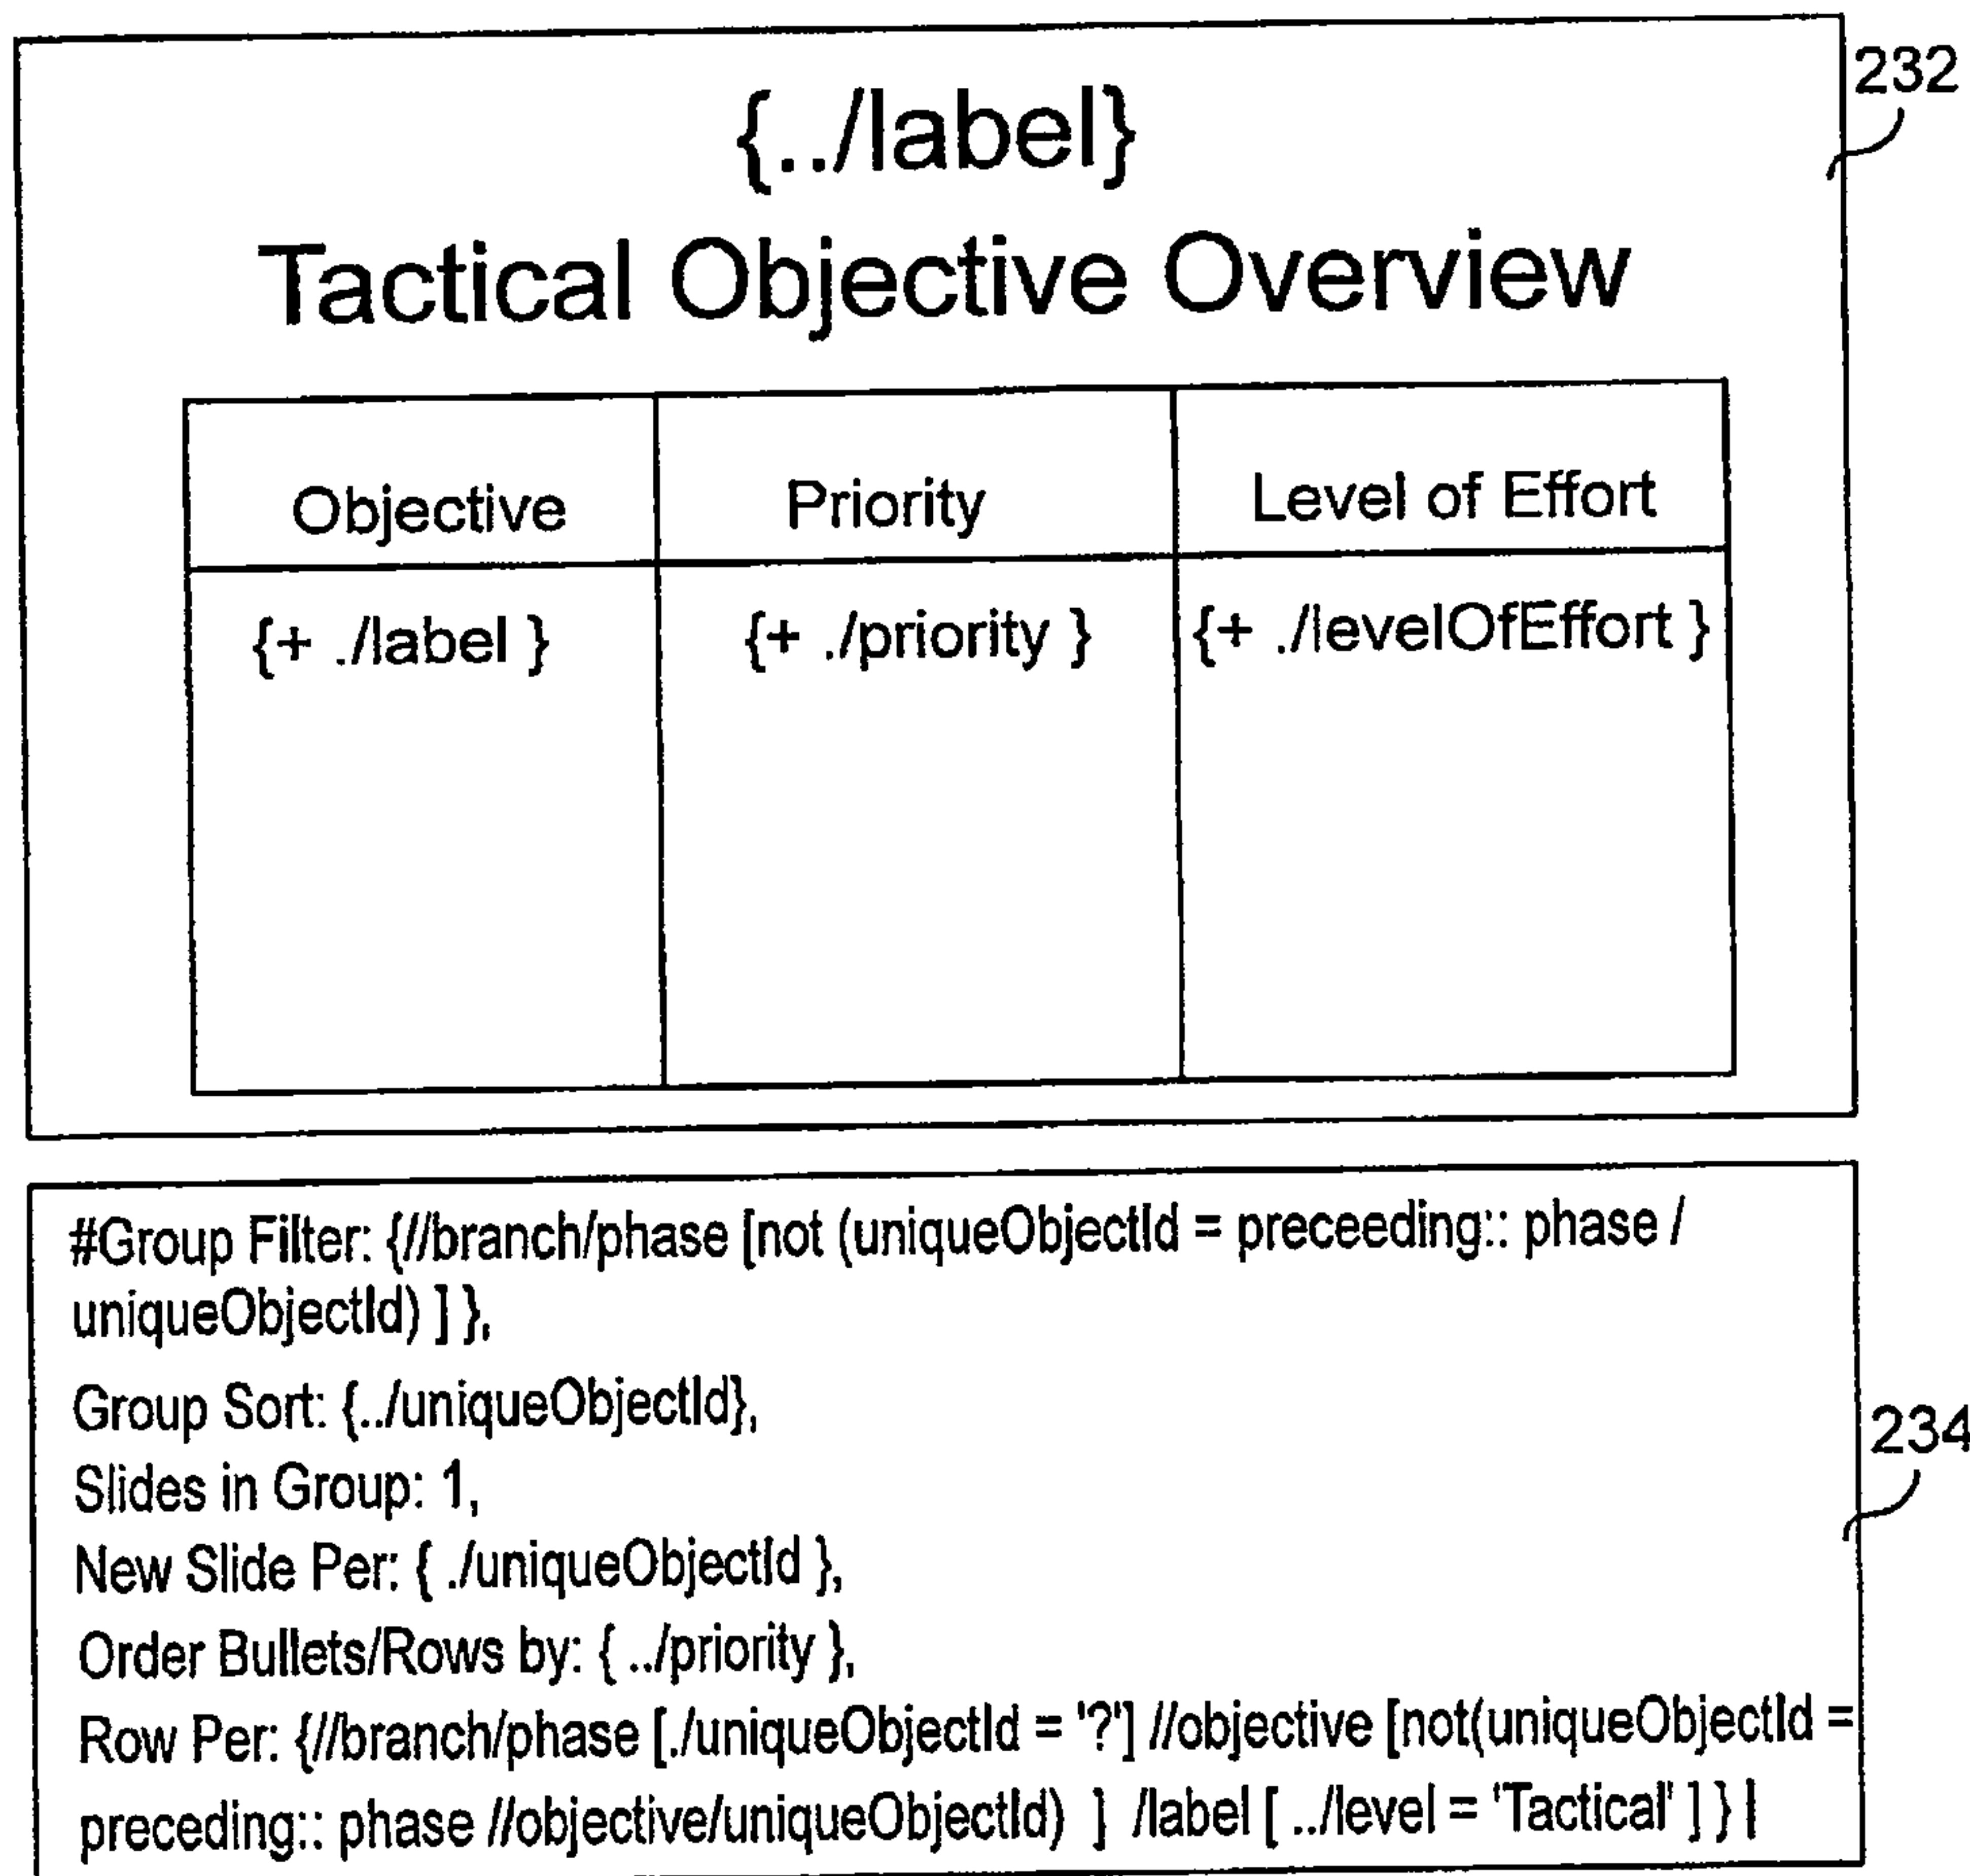 {../label}
232
Tactical Objective Overview
Objective Priority Level of Effort
{+ ./label } {+ ./priority } {+ ./levelOfEffort }
#Group Filter: {//branch/phase [not (uniqueObjectId = preceeding:: phase /
uniqueObjectId) ] },
Group Sort: {../uniqueObjectId},
234
Slides in Group: 1,
New Slide Per: { ./uniqueObjectId },
Order Bullets/Rows by: { ../priority },
Row Per: {//branch/phase [./uniqueObjectId = '?'] //objective [not(uniqueObjectId =
preceding:: phase //objective/uniqueObjectId) ] /label [ ../level = 'Tactical' ] } |